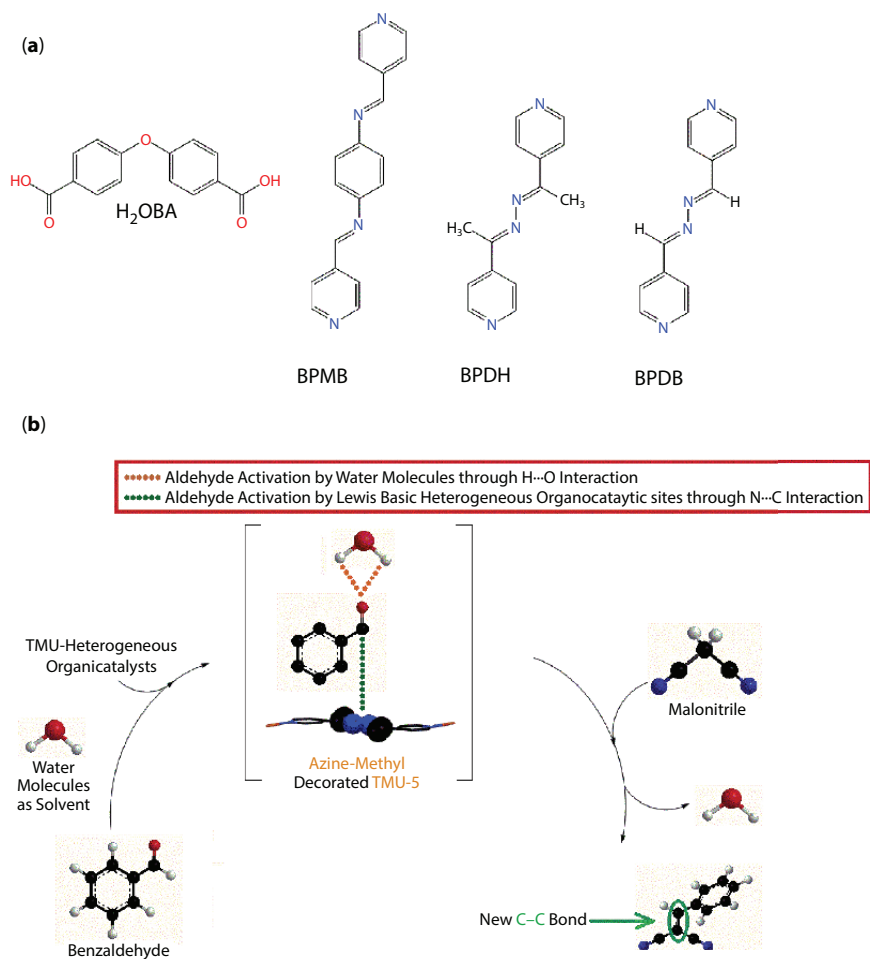 (a)
N
N
N
HO
O
O
OH
O
H₂OBA
N
N
N
N
CH₃
H₃C
N
N
N
H
H
N
N
N
BPMB
BPDH
BPDB
(b)
Aldehyde Activation by Water Molecules through H···O Interaction
Aldehyde Activation by Lewis Basic Heterogeneous Organocataytic sites through N···C Interaction
TMU-Heterogeneous
Organicatalysts
Water
Molecules
as Solvent
Benzaldehyde
Azine-Methyl
Decorated TMU-5
Malonitrile
New C–C Bond